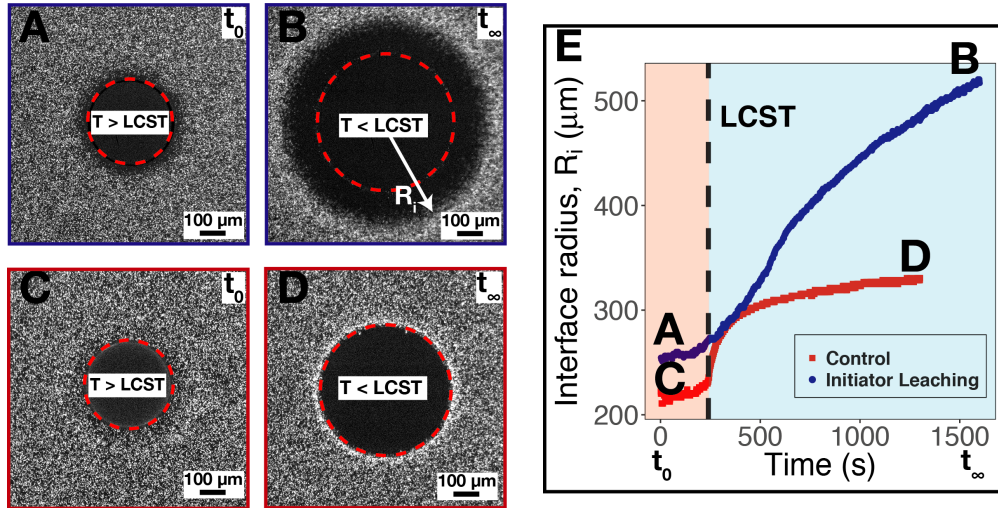 A
t0
T > LCST
100 µm
B
t∞
T < LCST
Ri
100 µm
C
t0
T > LCST
100 µm
D
t∞
T < LCST
100 µm
E
Interface radius, Ri (µm)
500
400
300
200
LCST
A
B
C
D
Control
Initiator Leaching
0
500
1000
1500
t0
Time (s)
t∞